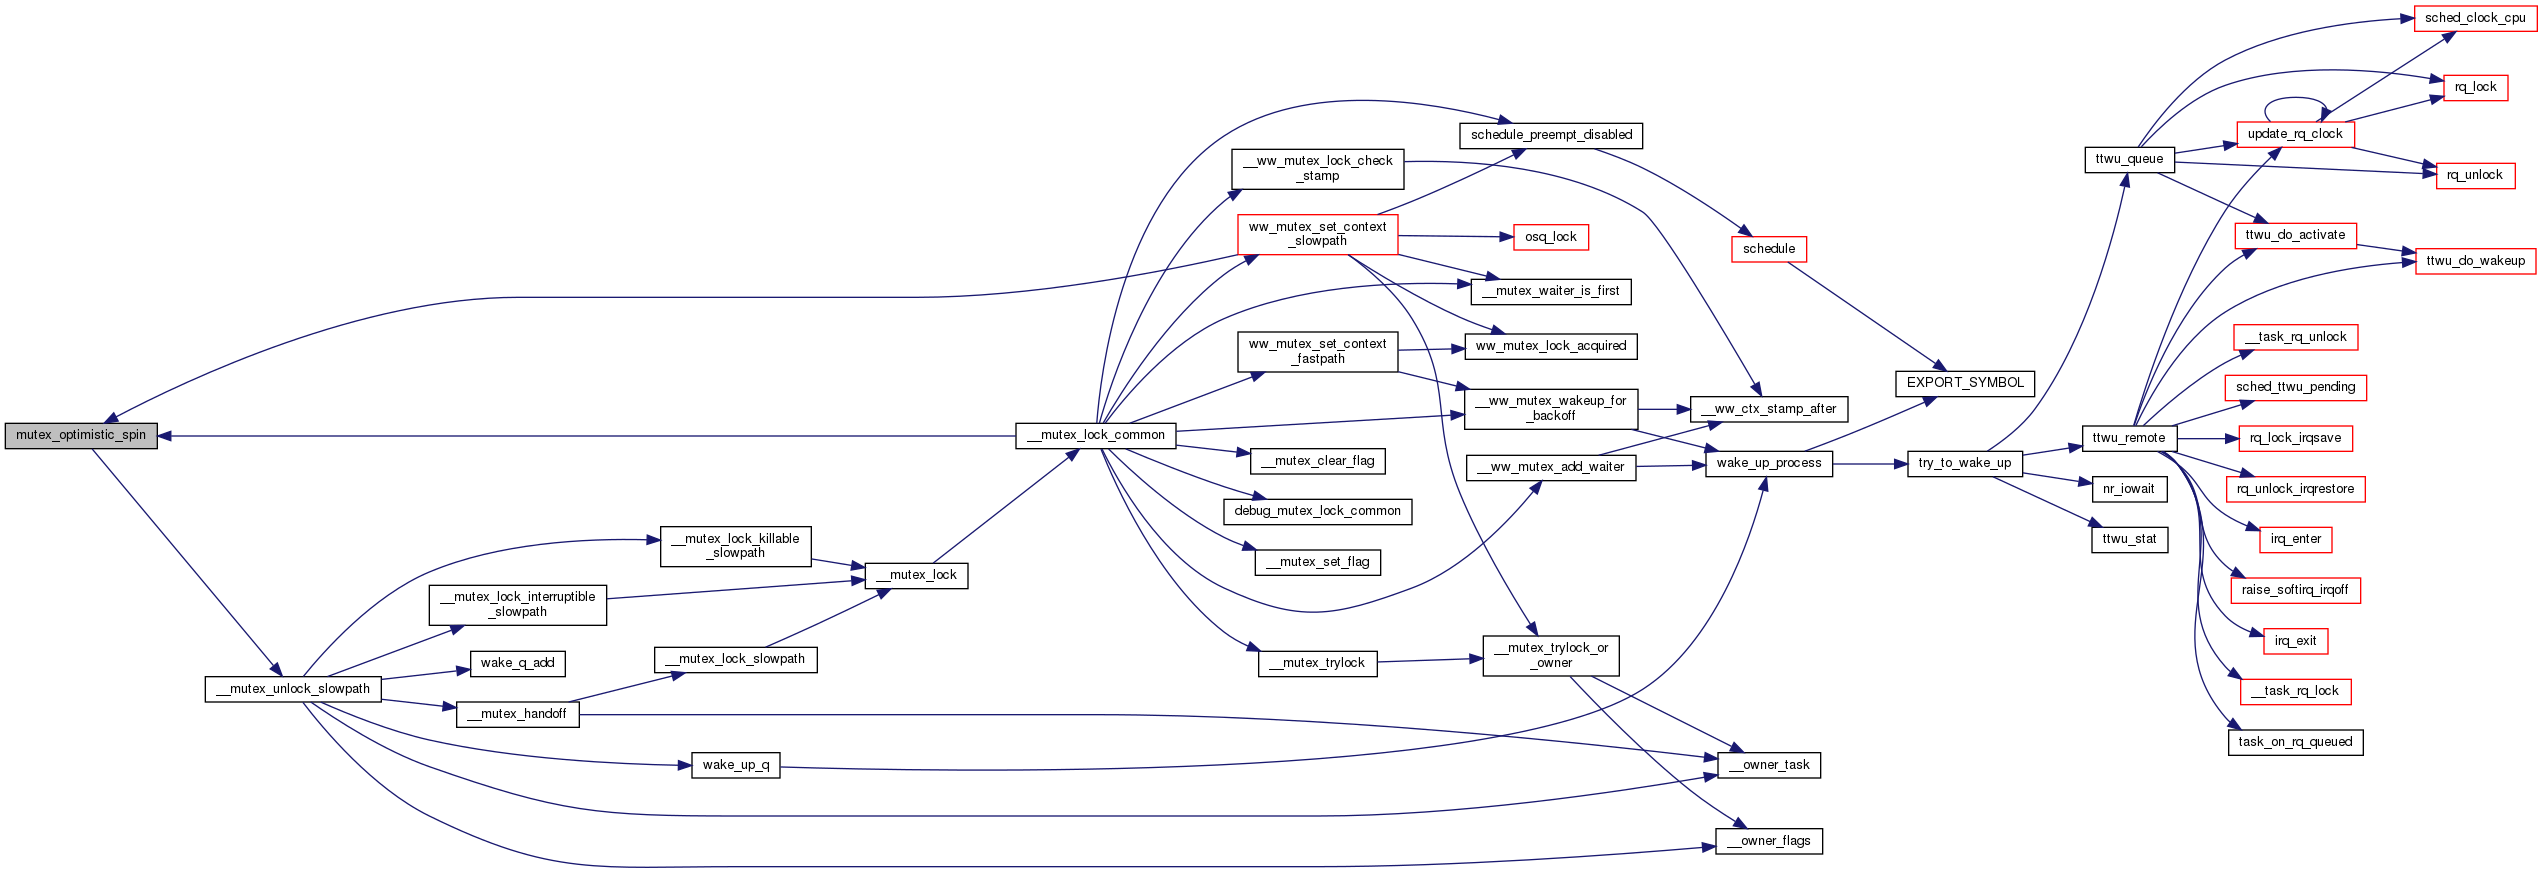 sched_clock_cpu
rq_lock
update_rq_clock
schedule_preempt_disabled
ttwu_queue
__ww_mutex_lock_check
_stamp
rq_unlock
ww_mutex_set_context
_slowpath
osq_lock
ttwu_do_activate
schedule
ttwu_do_wakeup
__mutex_waiter_is_first
__task_rq_unlock
ww_mutex_set_context
_fastpath
ww_mutex_lock_acquired
EXPORT_SYMBOL
sched_ttwu_pending
__ww_mutex_wakeup_for
_backoff
__ww_ctx_stamp_after
mutex_optimistic_spin
__mutex_lock_common
ttwu_remote
rq_lock_irqsave
__mutex_clear_flag
__ww_mutex_add_waiter
wake_up_process
try_to_wake_up
nr_iowait
rq_unlock_irqrestore
debug_mutex_lock_common
__mutex_lock_killable
_slowpath
ttwu_stat
irq_enter
__mutex_set_flag
__mutex_lock
raise_softirq_irqoff
__mutex_lock_interruptible
_slowpath
irq_exit
wake_q_add
__mutex_lock_slowpath
__mutex_trylock
__mutex_trylock_or
_owner
__mutex_unlock_slowpath
__task_rq_lock
__mutex_handoff
task_on_rq_queued
wake_up_q
__owner_task
__owner_flags